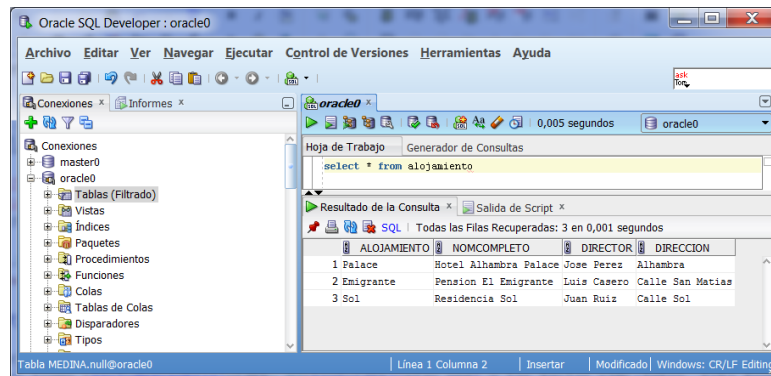 Oracle SQL Developer : oracle0
Archivo Editar Ver Navegar Ejecutar Control de Versiones Herramientas Ayuda
ask
Tom
Conexiones x Informes x
oracle0 x
0,005 segundos oracle0
Conexiones
master0
oracle0
Tablas (Filtrado)
Vistas
Índices
Paquetes
Procedimientos
Funciones
Colas
Tablas de Colas
Disparadores
Tipos
Hoja de Trabajo Generador de Consultas
select * from alojamiento
Resultado de la Consulta x Salida de Script x
SQL | Todas las Filas Recuperadas: 3 en 0,001 segundos
ALOJAMIENTO NOMCOMPLETO DIRECTOR DIRECCION
1 Palace Hotel Alhambra Palace Jose Perez Alhambra
2 Emigrante Pension El Emigrante Luis Casero Calle San Matias
3 Sol Residencia Sol Juan Ruiz Calle Sol
Tabla MEDINA.null@oracle0 | Línea 1 Columna 2 | Insertar | Modificado | Windows: CR/LF Editing